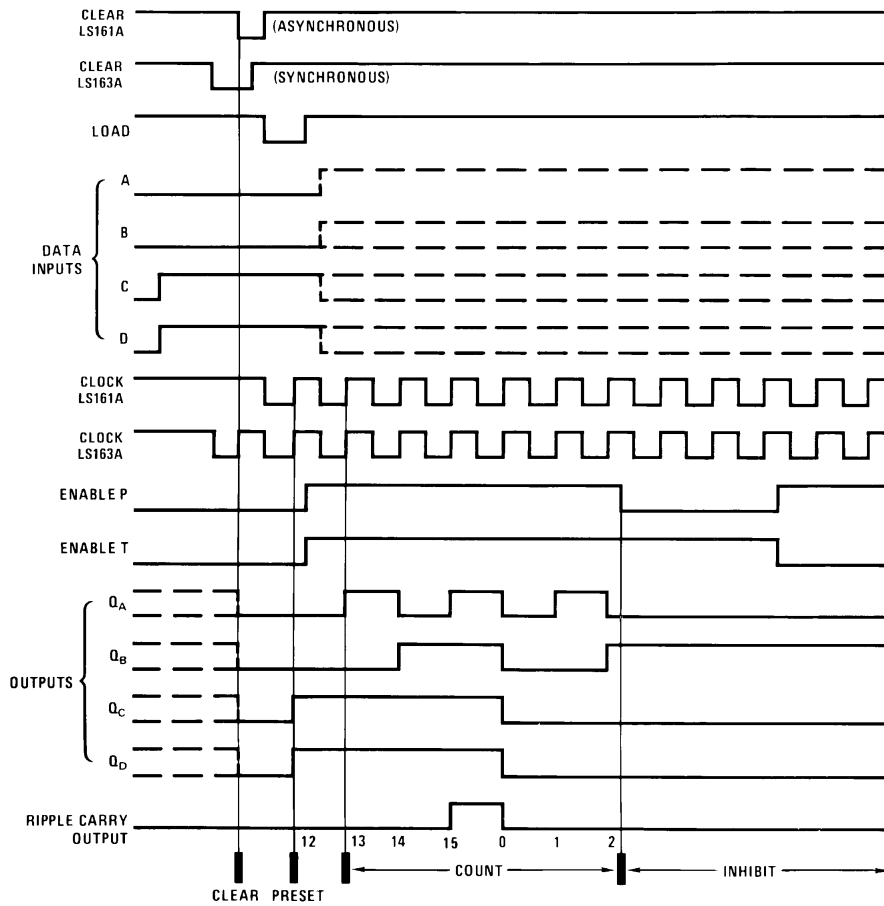 CLEAR
LS161A
(ASYNCHRONOUS)
CLEAR
LS163A
(SYNCHRONOUS)
LOAD
DATA
INPUTS
A
B
C
D
CLOCK
LS161A
CLOCK
LS163A
ENABLE P
ENABLE T
OUTPUTS
QA
QB
QC
QD
RIPPLE CARRY
OUTPUT
12 13 14 15 0 1 2
CLEAR PRESET COUNT INHIBIT